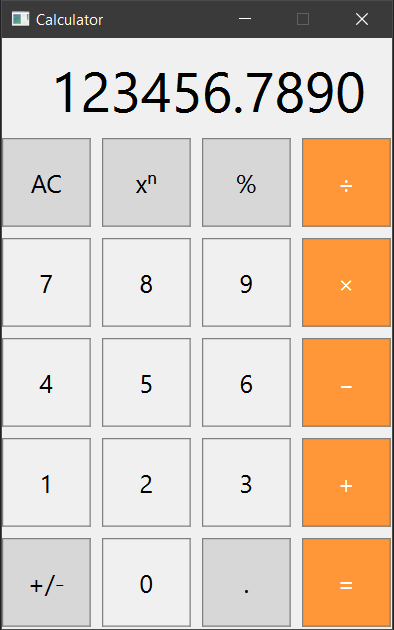 Calculator
123456.7890
AC xⁿ % ÷
7 8 9 ×
4 5 6 −
1 2 3 +
+/- 0 . =